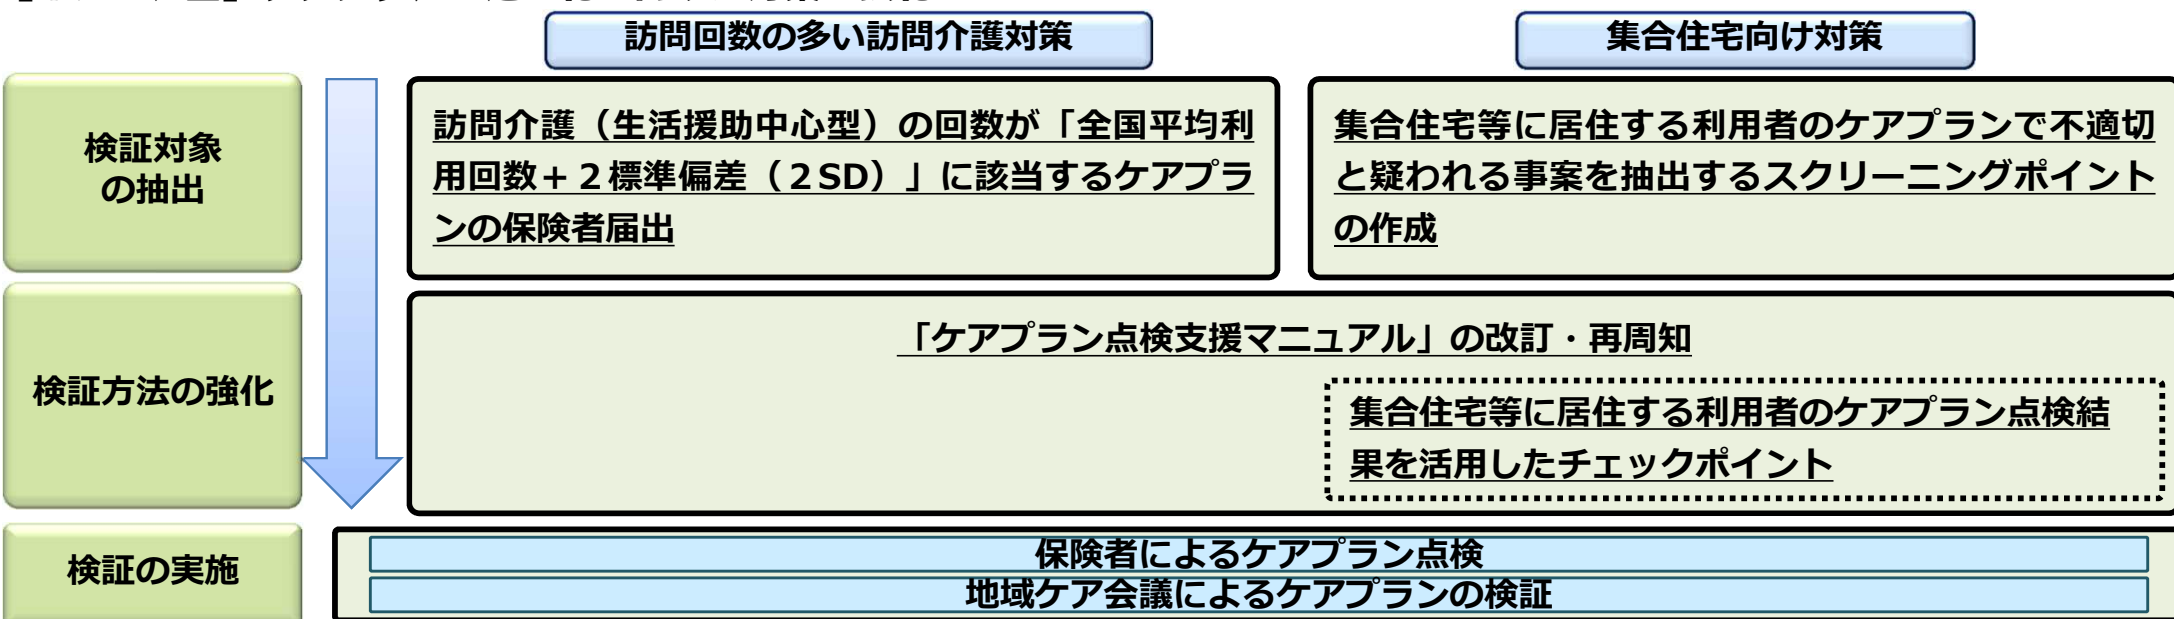 訪問回数の多い訪問介護対策
集合住宅向け対策
検証対象
の抽出
訪問介護（生活援助中心型）の回数が「全国平均利
用回数＋２標準偏差（２SD）」に該当するケアプラ
ンの保険者届出
集合住宅等に居住する利用者のケアプランで不適切
と疑われる事案を抽出するスクリーニングポイント
の作成
検証方法の強化
「ケアプラン点検支援マニュアル」の改訂・再周知
集合住宅等に居住する利用者のケアプラン点検結
果を活用したチェックポイント
検証の実施
保険者によるケアプラン点検
地域ケア会議によるケアプランの検証